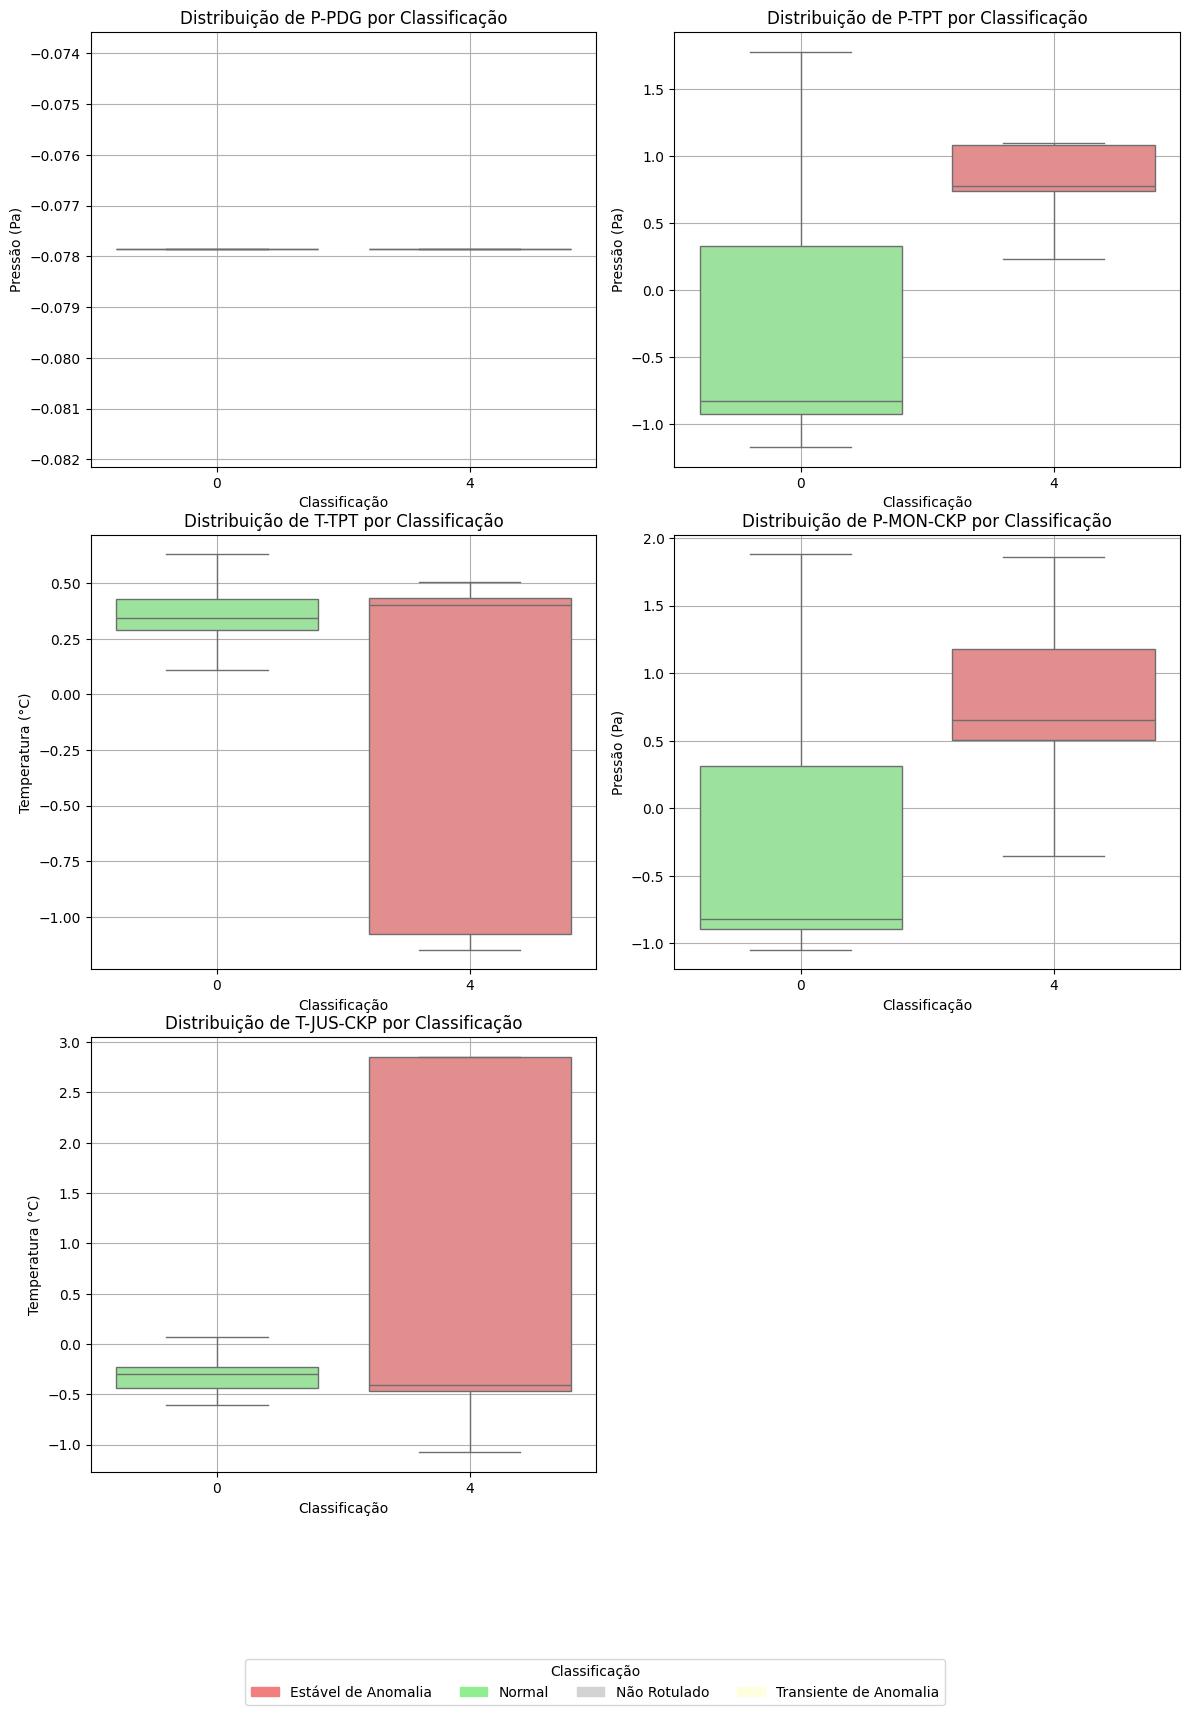 Distribuição de P-PDG por Classificação
Pressão (Pa)
−0.074
−0.075
−0.076
−0.077
−0.078
−0.079
−0.080
−0.081
−0.082
0
4
Classificação
Distribuição de P-TPT por Classificação
Pressão (Pa)
1.5
1.0
0.5
0.0
−0.5
−1.0
0
4
Classificação
Distribuição de T-TPT por Classificação
Temperatura (°C)
0.50
0.25
0.00
−0.25
−0.50
−0.75
−1.00
0
4
Classificação
Distribuição de P-MON-CKP por Classificação
Pressão (Pa)
2.0
1.5
1.0
0.5
0.0
−0.5
−1.0
0
4
Classificação
Distribuição de T-JUS-CKP por Classificação
Temperatura (°C)
3.0
2.5
2.0
1.5
1.0
0.5
0.0
−0.5
−1.0
0
4
Classificação
Classificação
Estável de Anomalia
Normal
Não Rotulado
Transiente de Anomalia